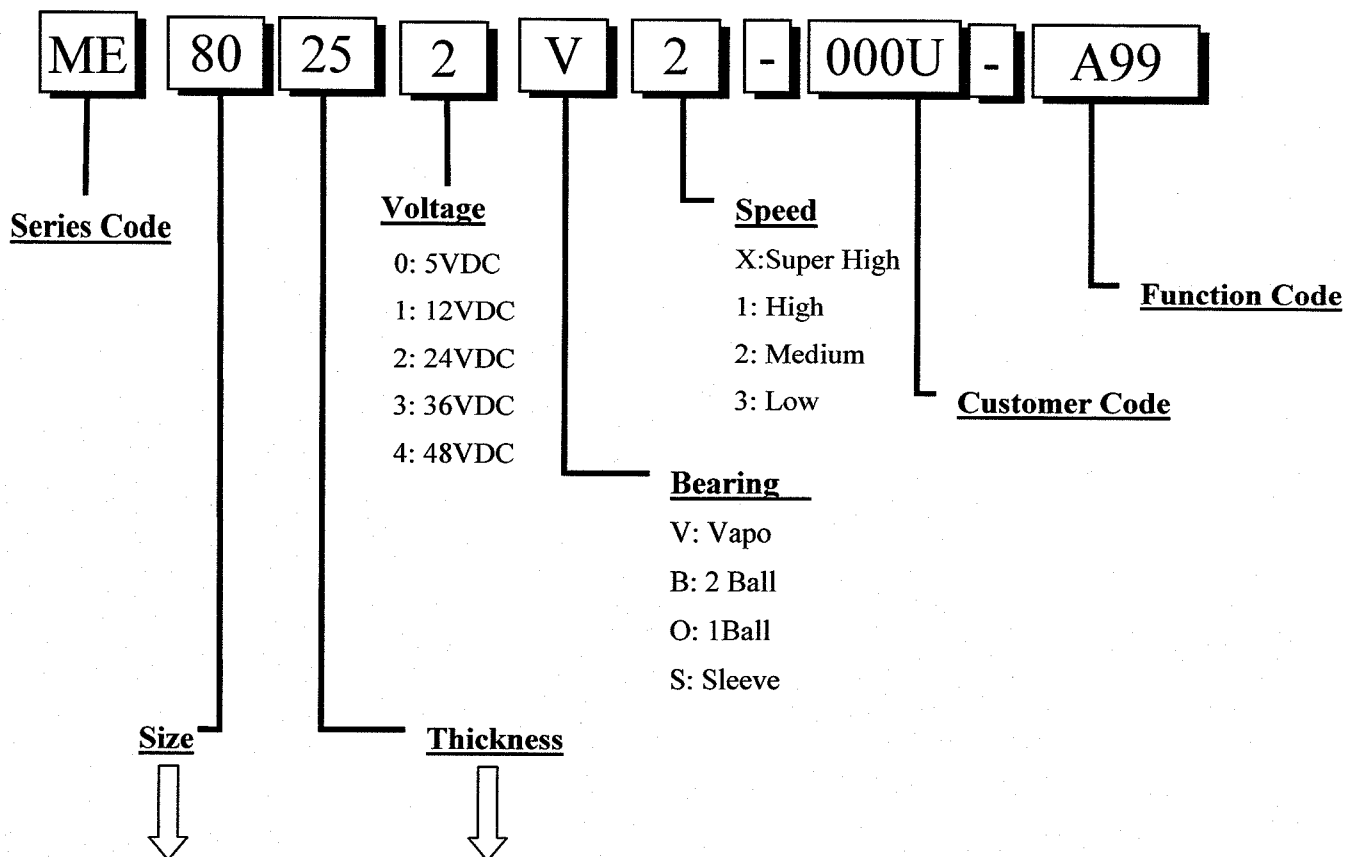 ME 80 25 2 V 2 - 000U - A99
Series Code
Voltage
0: 5VDC
1: 12VDC
2: 24VDC
3: 36VDC
4: 48VDC
Speed
X:Super High
1: High
2: Medium
3: Low
Function Code
Customer Code
Bearing
V: Vapo
B: 2 Ball
O: 1Ball
S: Sleeve
Size
Thickness